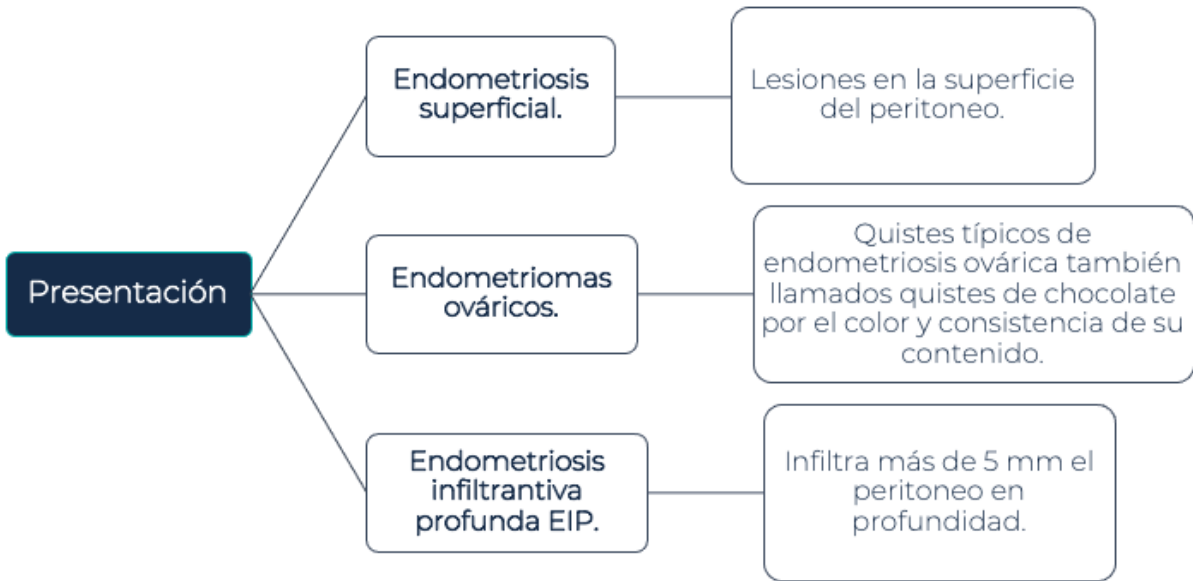 Presentación
Endometriosis
superficial.
Lesiones en la superficie
del peritoneo.
Endometriomas
ováricos.
Quistes típicos de
endometriosis ovárica también
llamados quistes de chocolate
por el color y consistencia de su
contenido.
Endometriosis
infiltrantiva
profunda EIP.
Infiltra más de 5 mm el
peritoneo en
profundidad.